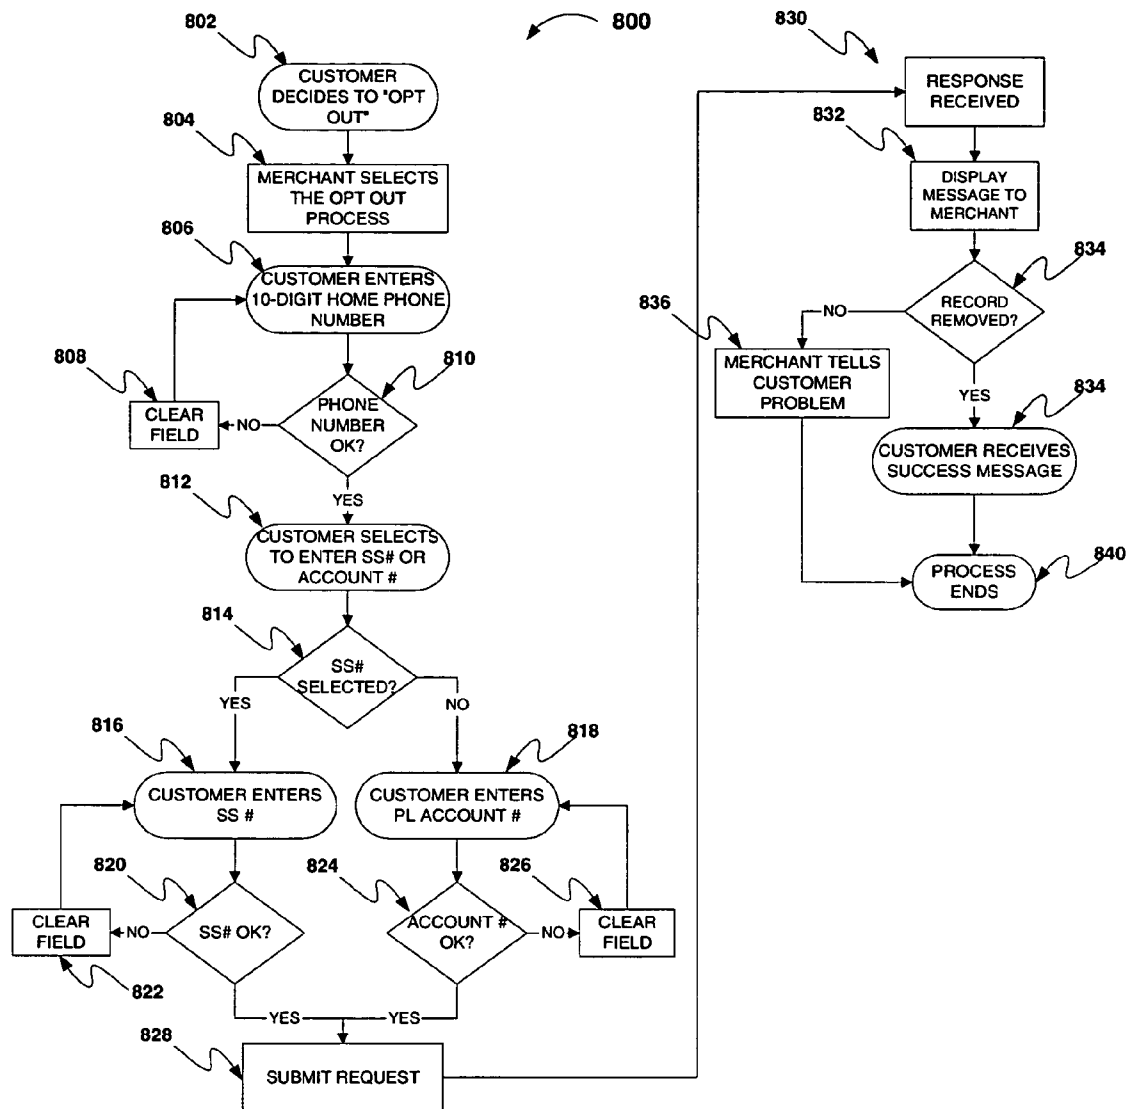 800
802
CUSTOMER
DECIDES TO "OPT
OUT"
804
MERCHANT SELECTS
THE OPT OUT
PROCESS
806
CUSTOMER ENTERS
10-DIGIT HOME PHONE
NUMBER
808
CLEAR
FIELD
NO
810
PHONE
NUMBER
OK?
YES
812
CUSTOMER SELECTS
TO ENTER SS# OR
ACCOUNT #
814
SS#
SELECTED?
YES
NO
816
CUSTOMER ENTERS
SS #
818
CUSTOMER ENTERS
PL ACCOUNT #
820
SS# OK?
NO
CLEAR
FIELD
822
824
ACCOUNT #
OK?
NO
826
CLEAR
FIELD
YES
YES
828
SUBMIT REQUEST
830
RESPONSE
RECEIVED
832
DISPLAY
MESSAGE TO
MERCHANT
834
RECORD
REMOVED?
NO
836
MERCHANT TELLS
CUSTOMER
PROBLEM
YES
834
CUSTOMER RECEIVES
SUCCESS MESSAGE
PROCESS
ENDS
840